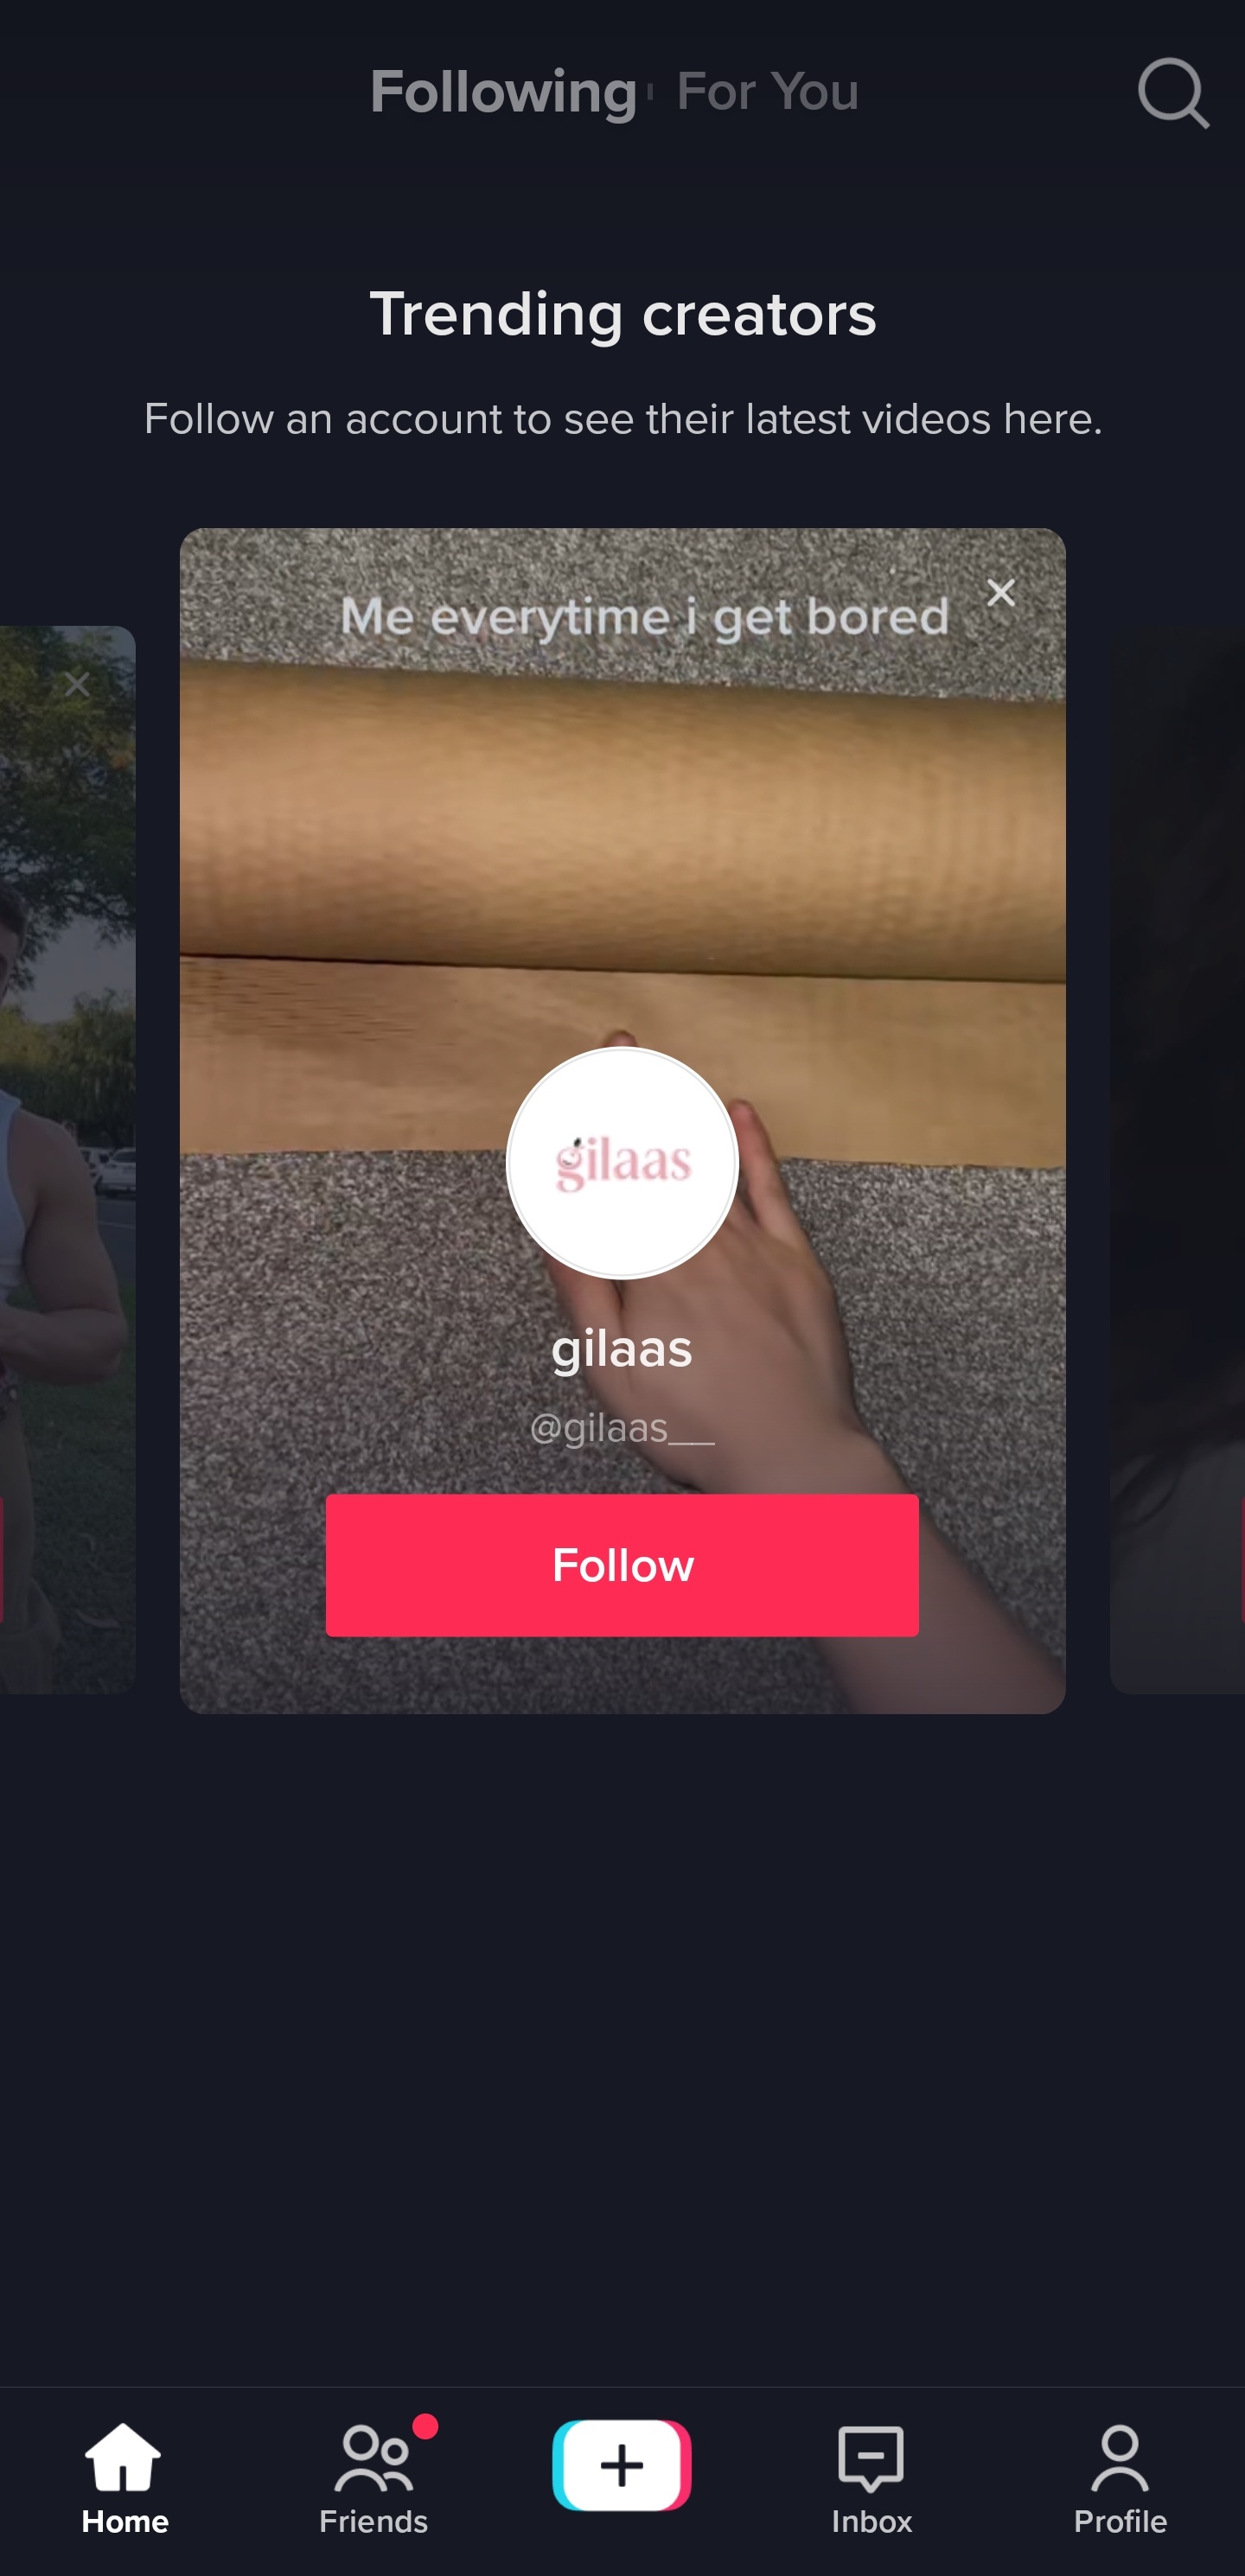 Following For You
Trending creators
Follow an account to see their latest videos here.
Me everytime i get bored
gilaas
gilaas
@gilaas__
Follow
Home Friends Inbox Profile